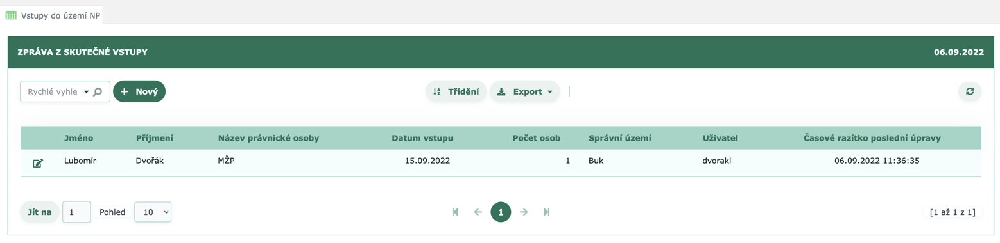 Vstupy do území NP
ZPRÁVA Z SKUTEČNÉ VSTUPY 06.09.2022
Rychlé vyhle Nový Třídění Export
Jméno Příjmení Název právnické osoby Datum vstupu Počet osob Správní území Uživatel Časové razítko poslední úpravy
Lubomír Dvořák MŽP 15.09.2022 1 Buk dvorakl 06.09.2022 11:36:35
Jít na 1 Pohled 10 1 [1 až 1 z 1]